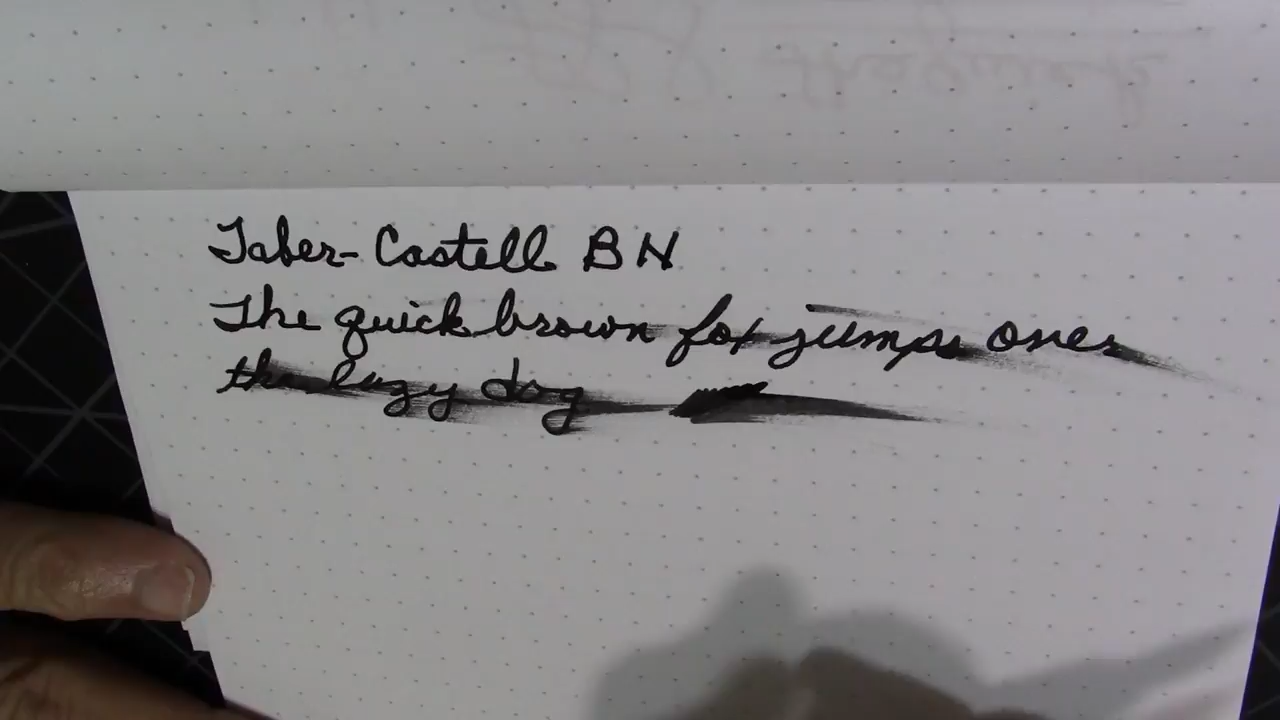 Faber-Castell BN
The quick brown fox jumps over
the lazy dog